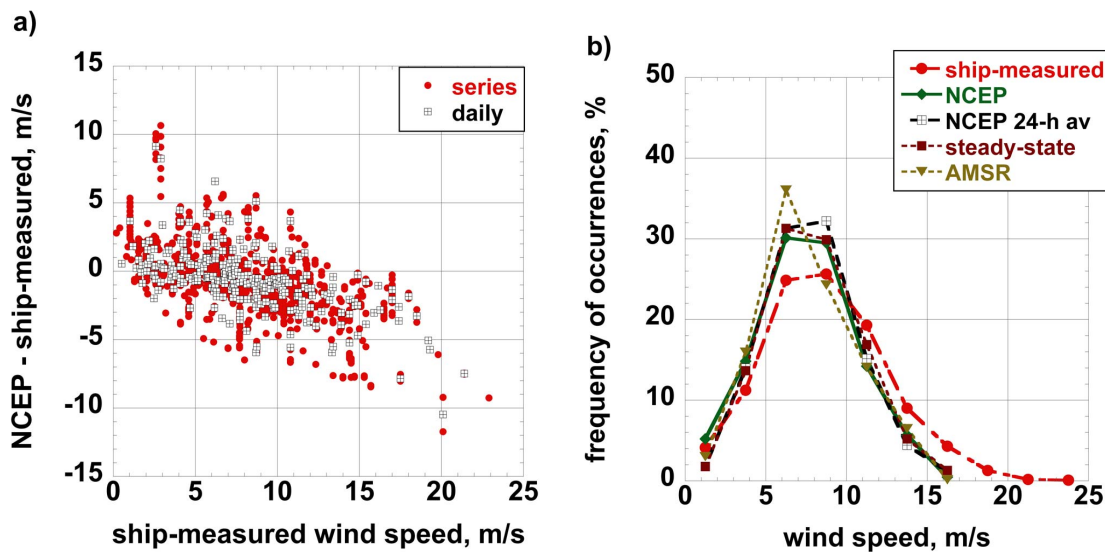 a)
NCEP - ship-measured, m/s
15
10
5
0
-5
-10
-15
series
daily
0
5
10
15
20
25
ship-measured wind speed, m/s
b)
frequency of occurrences, %
50
40
30
20
10
0
ship-measured
NCEP
NCEP 24-h av
steady-state
AMSR
0
5
10
15
20
25
wind speed, m/s